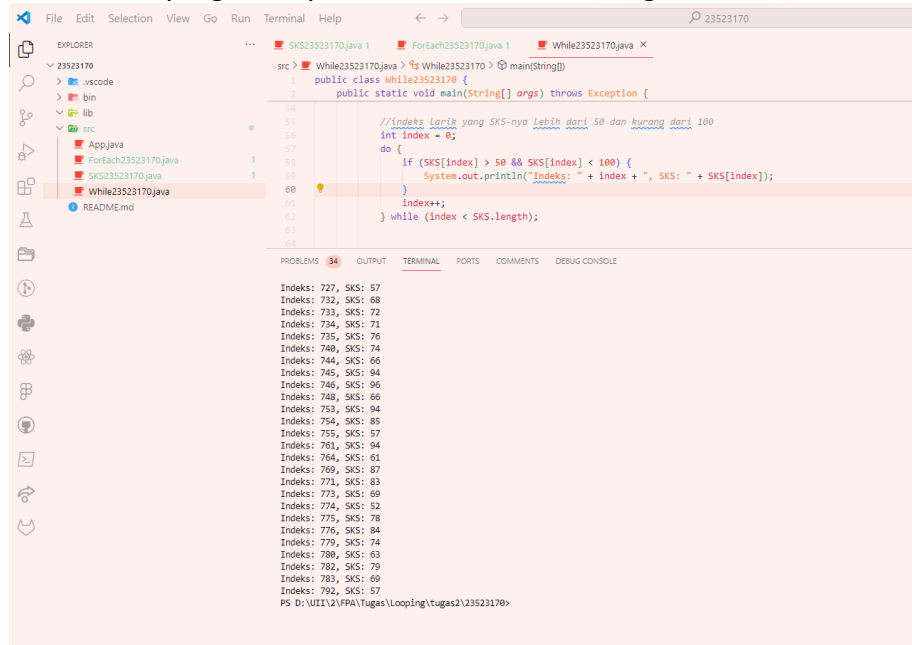 File Edit Selection View Go Run Terminal Help
23523170
EXPLORER
23523170
.vscode
bin
lib
src
App.java
ForEach23523170.java 1
SKS23523170.java 1
While23523170.java
README.md
SKS23523170.java 1 ForEach23523170.java 1 While23523170.java
src > While23523170.java > While23523170 > main(String[])
1 public class While23523170 {
2 public static void main(String[] args) throws Exception {
54
55 //indeks larik yang SKS-nya lebih dari 50 dan kurang dari 100
56 int index = 0;
57 do {
58 if (SKS[index] > 50 && SKS[index] < 100) {
59 System.out.println("Indeks: " + index + ", SKS: " + SKS[index]);
60 }
61 index++;
62 } while (index < SKS.length);
63
64
PROBLEMS 34 OUTPUT TERMINAL PORTS COMMENTS DEBUG CONSOLE
Indeks: 727, SKS: 57
Indeks: 732, SKS: 68
Indeks: 733, SKS: 72
Indeks: 734, SKS: 71
Indeks: 735, SKS: 76
Indeks: 740, SKS: 74
Indeks: 744, SKS: 66
Indeks: 745, SKS: 94
Indeks: 746, SKS: 96
Indeks: 748, SKS: 66
Indeks: 753, SKS: 94
Indeks: 754, SKS: 85
Indeks: 755, SKS: 57
Indeks: 761, SKS: 94
Indeks: 764, SKS: 61
Indeks: 769, SKS: 87
Indeks: 771, SKS: 83
Indeks: 773, SKS: 69
Indeks: 774, SKS: 52
Indeks: 775, SKS: 78
Indeks: 776, SKS: 84
Indeks: 779, SKS: 74
Indeks: 780, SKS: 63
Indeks: 782, SKS: 79
Indeks: 783, SKS: 69
Indeks: 792, SKS: 57
PS D:\UII\2\FPA\Tugas\Looping\tugas2\23523170>